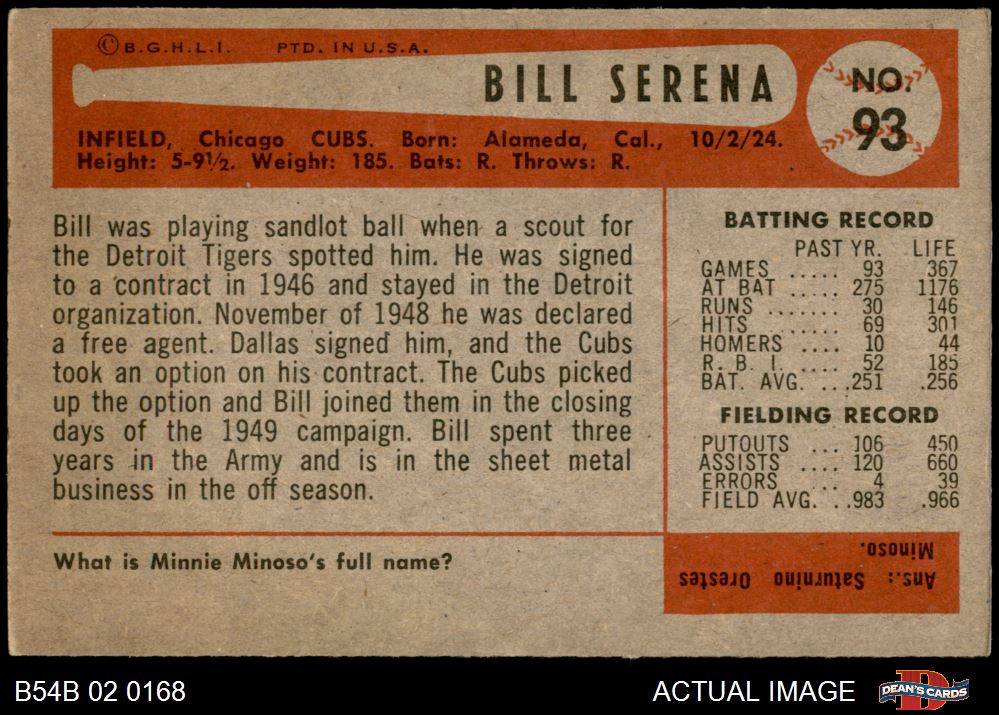 ©B.G.H.L.I. PTD. IN U.S.A.
BILL SERENA
NO.
93
INFIELD, Chicago CUBS. Born: Alameda, Cal., 10/2/24.
Height: 5-9½. Weight: 185. Bats: R. Throws: R.
Bill was playing sandlot ball when a scout for
the Detroit Tigers spotted him. He was signed
to a contract in 1946 and stayed in the Detroit
organization. November of 1948 he was declared
a free agent. Dallas signed him, and the Cubs
took an option on his contract. The Cubs picked
up the option and Bill joined them in the closing
days of the 1949 campaign. Bill spent three
years in the Army and is in the sheet metal
business in the off season.
BATTING RECORD
PAST YR. LIFE
GAMES ..... 93 367
AT BAT ..... 275 1176
RUNS ....... 30 146
HITS ....... 69 301
HOMERS .... 10 44
R. B. I. .... 52 185
BAT. AVG. ...251 .256
FIELDING RECORD
PUTOUTS ... 106 450
ASSISTS .... 120 660
ERRORS ... 4 39
FIELD AVG. ..983 .966
What is Minnie Minoso's full name?
Ans.: Saturnino Orestes
Minoso.
B54B 02 0168
ACTUAL IMAGE
D
DEAN'S CARDS